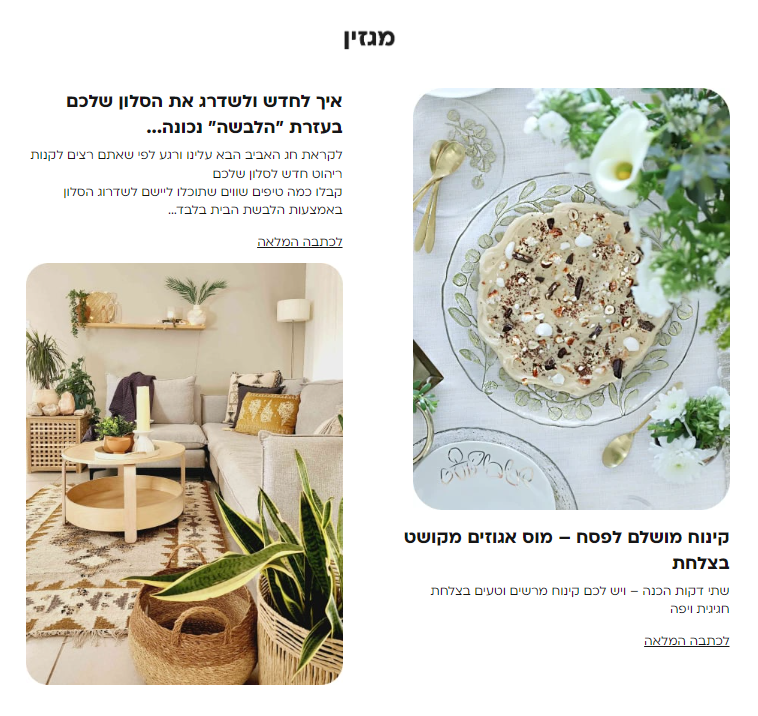 מגזין
קינוח מושלם לפסח – מוס אגוזים מקושט
בצלחת
שתי דקות הכנה – ויש לכם קינוח מרשים וטעים בצלחת
חגיגית ויפה
לכתבה המלאה
איך לחדש ולשדרג את הסלון שלכם
בעזרת "הלבשה" נכונה...
לקראת חג האביב הבא עלינו ורגע לפי שאתם רצים לקנות
ריהוט חדש לסלון שלכם
קבלו כמה טיפים שווים שתוכלו ליישם לשדרוג הסלון
באמצעות הלבשת הבית בלבד...
לכתבה המלאה